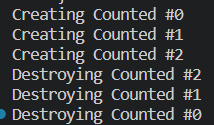 Creating Counted #0
Creating Counted #1
Creating Counted #2
Destroying Counted #2
Destroying Counted #1
Destroying Counted #0